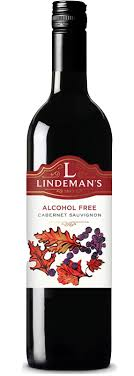 L
LINDEMAN'S
ALCOHOL FREE
CABERNET SAUVIGNON